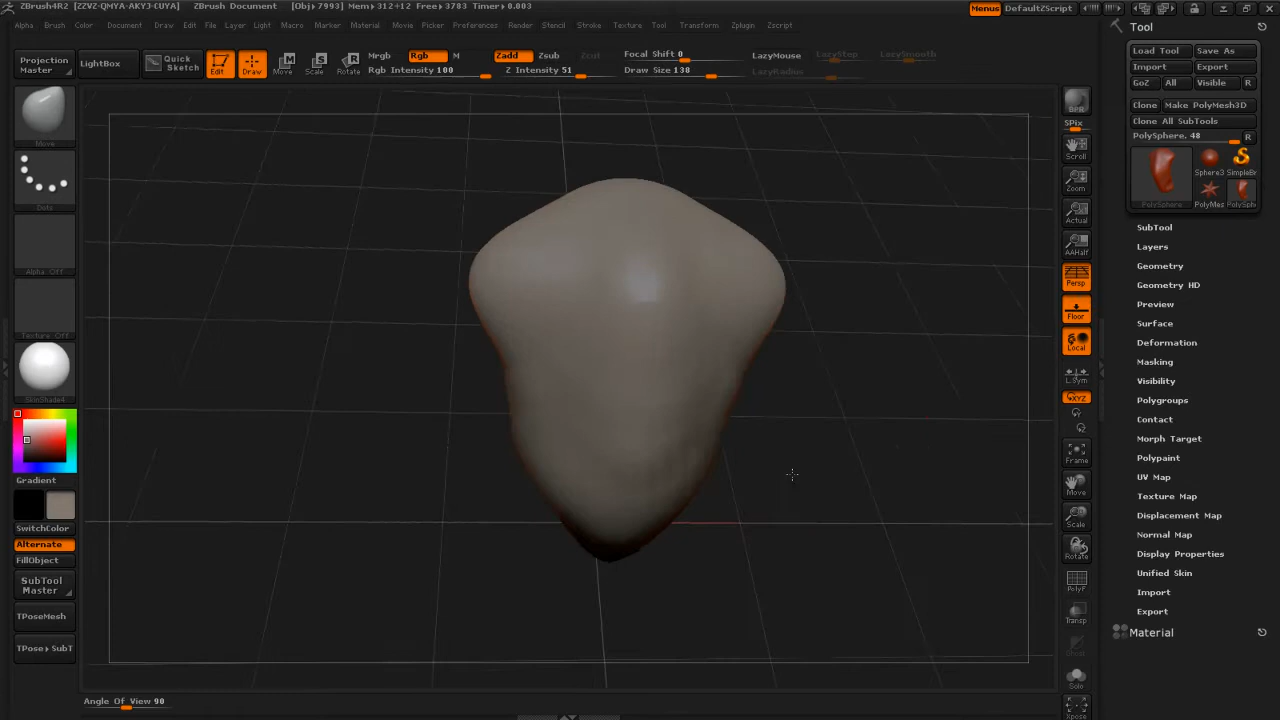 ZBrush4R2 [ZZVZ-QMYA-AKYJ-CUYA] ZBrush Document [Obj▸7993] Mem▸312+12 Free▸3783 Timer▸0.003 Menus DefaultZScript
Alpha Brush Color Document Draw Edit File Layer Light Macro Marker Material Movie Picker Preferences Render Stencil Stroke Texture Tool Transform Zplugin Zscript
Projection Master
LightBox
Quick Sketch
Edit Draw Move Scale Rotate
Mrgb Rgb M
Rgb Intensity 100
Zadd Zsub Zcut
Z Intensity 51
Focal Shift 0
Draw Size 138
LazyMouse LazyStep LazySmooth
LazyRadius
Move
Dots
Alpha Off
Texture Off
SkinShade4
Gradient
SwitchColor
Alternate
FillObject
SubTool Master
TPoseMesh
TPose▸SubT
Angle Of View 90
BPR
SPix
Scroll
Zoom
Actual
AAHalf
Persp
Floor
Local
L.Sym
XYZ
Y
Z
Frame
Move
Scale
Rotate
PolyF
Transp
Ghost
Solo
Xpose
Tool
Load Tool Save As
Import Export
GoZ All Visible R
Clone Make PolyMesh3D
Clone All SubTools
PolySphere. 48 R
Sphere3 SimpleBr
PolySphere PolyMes PolySph
SubTool
Layers
Geometry
Geometry HD
Preview
Surface
Deformation
Masking
Visibility
Polygroups
Contact
Morph Target
Polypaint
UV Map
Texture Map
Displacement Map
Normal Map
Display Properties
Unified Skin
Import
Export
Material